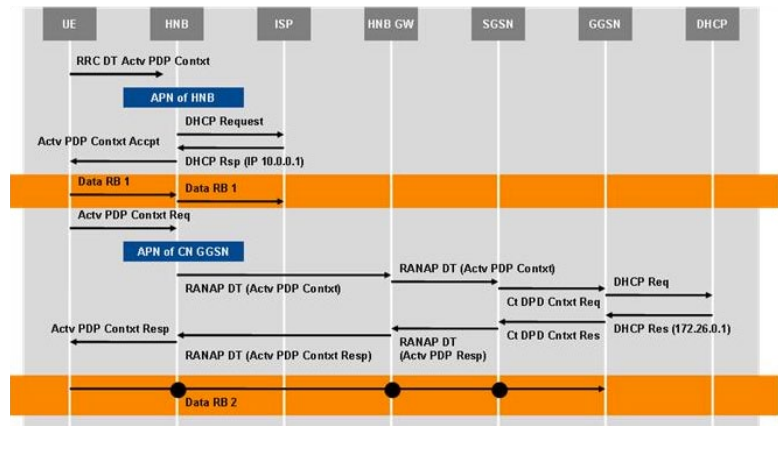 UE HNB ISP HNB GW SGSN GGSN DHCP
RRC DT Actv PDP Contxt
APN of HNB
DHCP Request
Actv PDP Contxt Accpt
DHCP Rsp (IP 10.0.0.1)
Data RB 1
Data RB 1
Actv PDP Contxt Req
APN of CN GGSN
RANAP DT (Actv PDP Contxt)
RANAP DT (Actv PDP Contxt)
DHCP Req
Ct DPD Cntxt Req
Actv PDP Contxt Resp
RANAP DT (Actv PDP Contxt Resp)
RANAP DT
(Actv PDP Resp)
Ct DPD Cntxt Res
DHCP Res (172.26.0.1)
Data RB 2